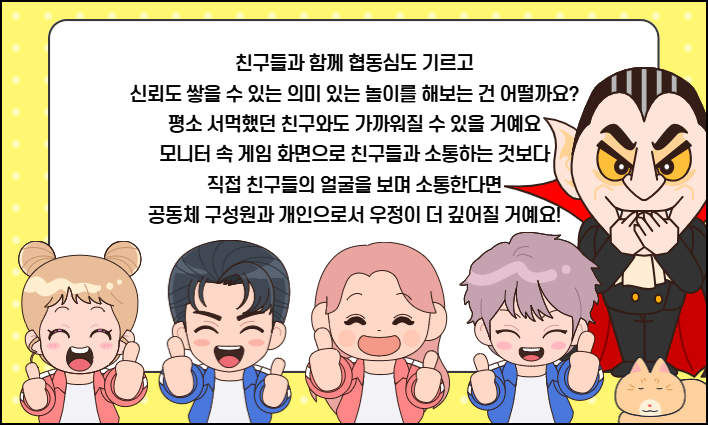 친구들과 함께 협동심도 기르고
신뢰도 쌓을 수 있는 의미 있는 놀이를 해보는 건 어떨까요?
평소 서먹했던 친구와도 가까워질 수 있을 거예요
모니터 속 게임 화면으로 친구들과 소통하는 것보다
직접 친구들의 얼굴을 보며 소통한다면
공동체 구성원과 개인으로서 우정이 더 깊어질 거예요!